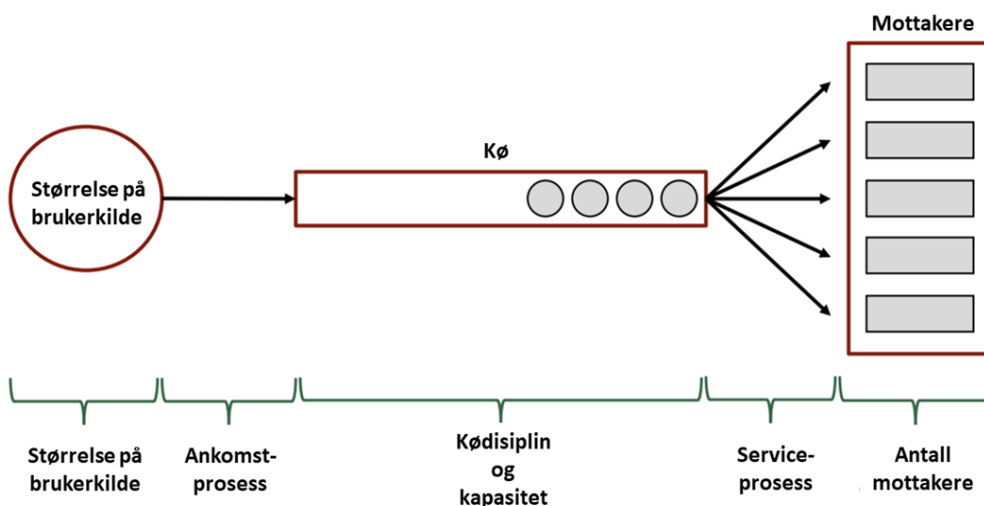 Mottakere
Kø
Størrelse på
brukerkilde
Størrelse på
brukerkilde
Ankomst-
prosess
Kødisiplin
og
kapasitet
Service-
prosess
Antall
mottakere